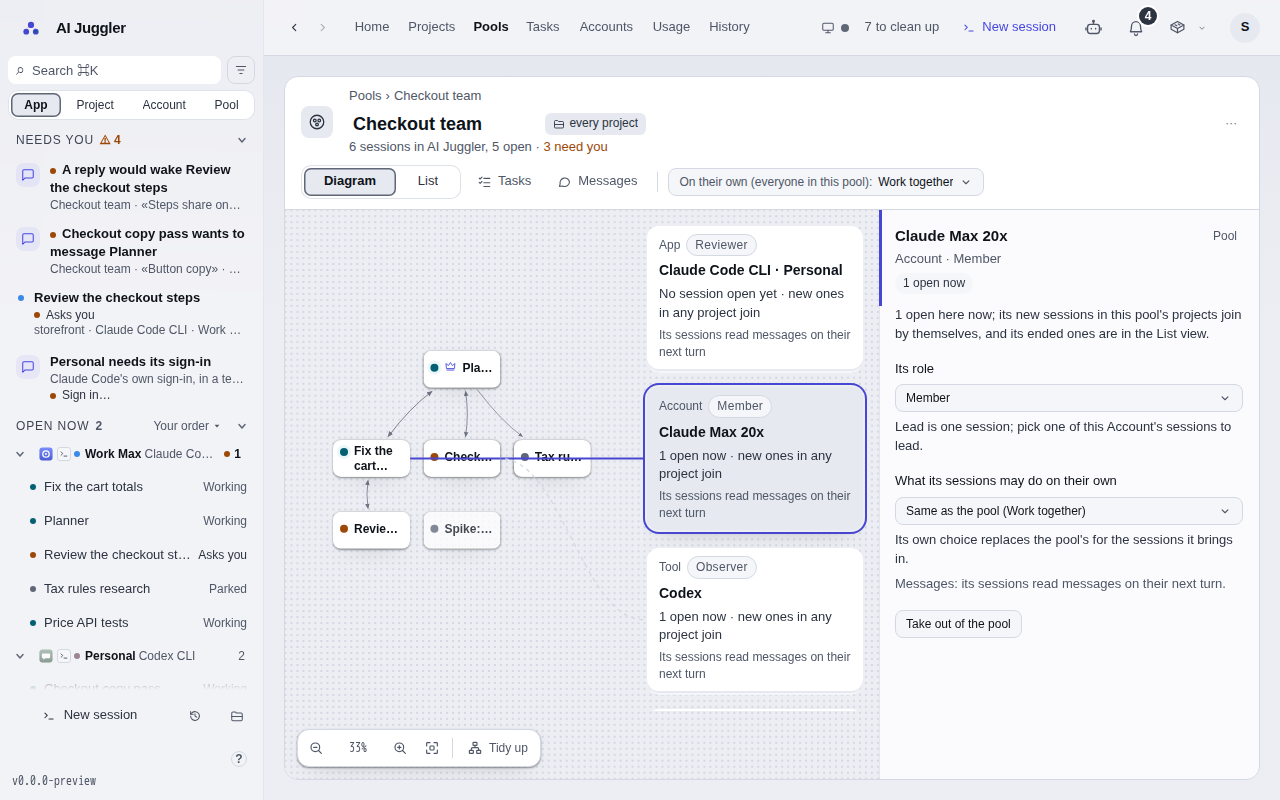 AI Juggler
Search ⌘K
App Project Account Pool
NEEDS YOU 4
A reply would wake Review the checkout steps
Checkout team · «Steps share on…
Checkout copy pass wants to message Planner
Checkout team · «Button copy» · …
Review the checkout steps
Asks you
storefront · Claude Code CLI · Work …
Personal needs its sign-in
Claude Code's own sign-in, in a te…
Sign in…
OPEN NOW 2 Your order
Work Max Claude Co… 1
Fix the cart totals Working
Planner Working
Review the checkout st… Asks you
Tax rules research Parked
Price API tests Working
Personal Codex CLI 2
Checkout copy pass Working
New session
?
v0.0.0-preview
Home Projects Pools Tasks Accounts Usage History
7 to clean up
New session
4
S
Pools › Checkout team
Checkout team
every project
6 sessions in AI Juggler, 5 open · 3 need you
Diagram List Tasks Messages
On their own (everyone in this pool): Work together
Pla…
Fix the cart…
Check…
Tax ru…
Revie…
Spike:…
App Reviewer
Claude Code CLI · Personal
No session open yet · new ones in any project join
Its sessions read messages on their next turn
Account Member
Claude Max 20x
1 open now · new ones in any project join
Its sessions read messages on their next turn
Tool Observer
Codex
1 open now · new ones in any project join
Its sessions read messages on their next turn
33%
Tidy up
Claude Max 20x Pool
Account · Member
1 open now
1 open here now; its new sessions in this pool's projects join by themselves, and its ended ones are in the List view.
Its role
Member
Lead is one session; pick one of this Account's sessions to lead.
What its sessions may do on their own
Same as the pool (Work together)
Its own choice replaces the pool's for the sessions it brings in.
Messages: its sessions read messages on their next turn.
Take out of the pool